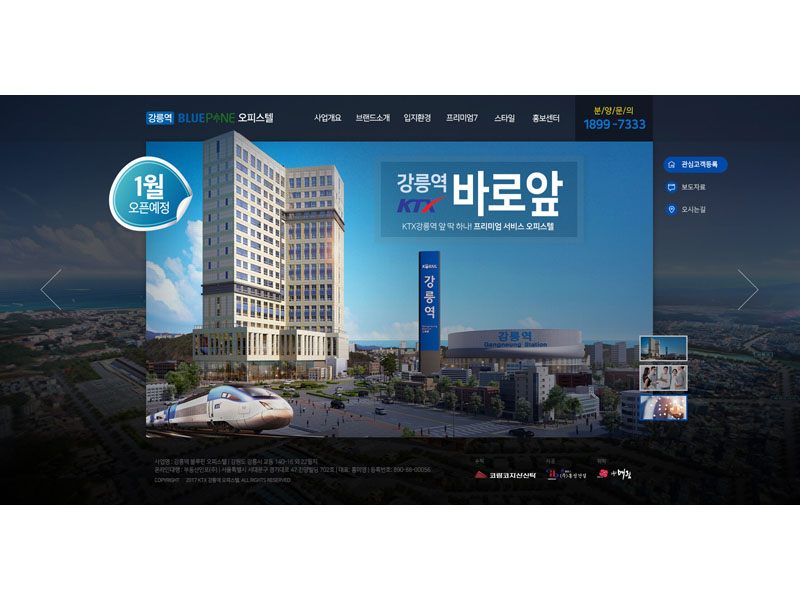 강릉역 BLUEPINE 오피스텔
사업개요 브랜드소개 입지환경 프리미엄7 스타일 홍보센터
분/양/문/의
1899-7333
1월
오픈예정
강릉역
KTX
바로앞
KTX강릉역 앞 딱 하나! 프리미엄 서비스 오피스텔
관심고객등록
보도자료
오시는길
KORAIL
강릉역
강릉역
Gangneung Station
사업명 : 강릉역 블루핀 오피스텔 | 강원도 강릉시 교동 140-16 외 22필지
COPYRIGHT 2017 KTX 강릉역 오피스텔, ALL RIGHTS RESERVED
코람코자산신탁